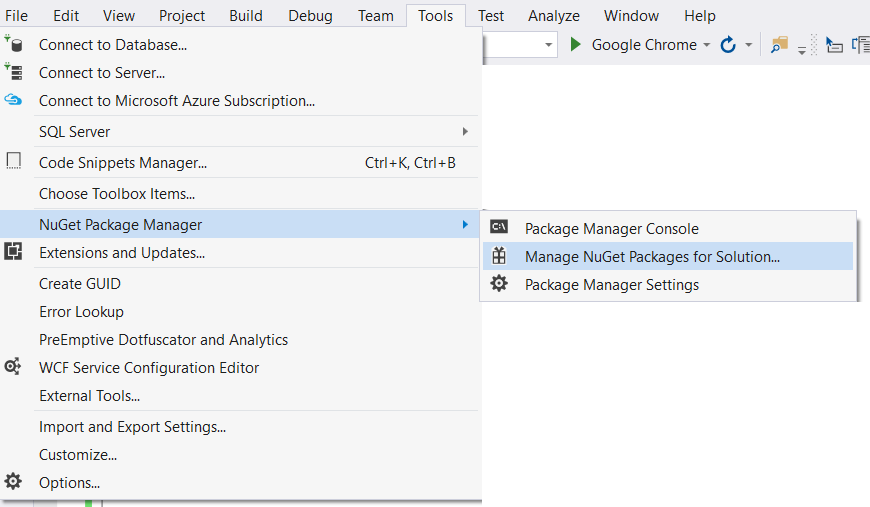 File Edit View Project Build Debug Team Tools Test Analyze Window Help
Connect to Database...
Google Chrome
Connect to Server...
Connect to Microsoft Azure Subscription...
SQL Server
Code Snippets Manager... Ctrl+K, Ctrl+B
Choose Toolbox Items...
NuGet Package Manager
Extensions and Updates...
Create GUID
Error Lookup
PreEmptive Dotfuscator and Analytics
WCF Service Configuration Editor
External Tools...
Import and Export Settings...
Customize...
Options...
C:\
Package Manager Console
Manage NuGet Packages for Solution...
Package Manager Settings